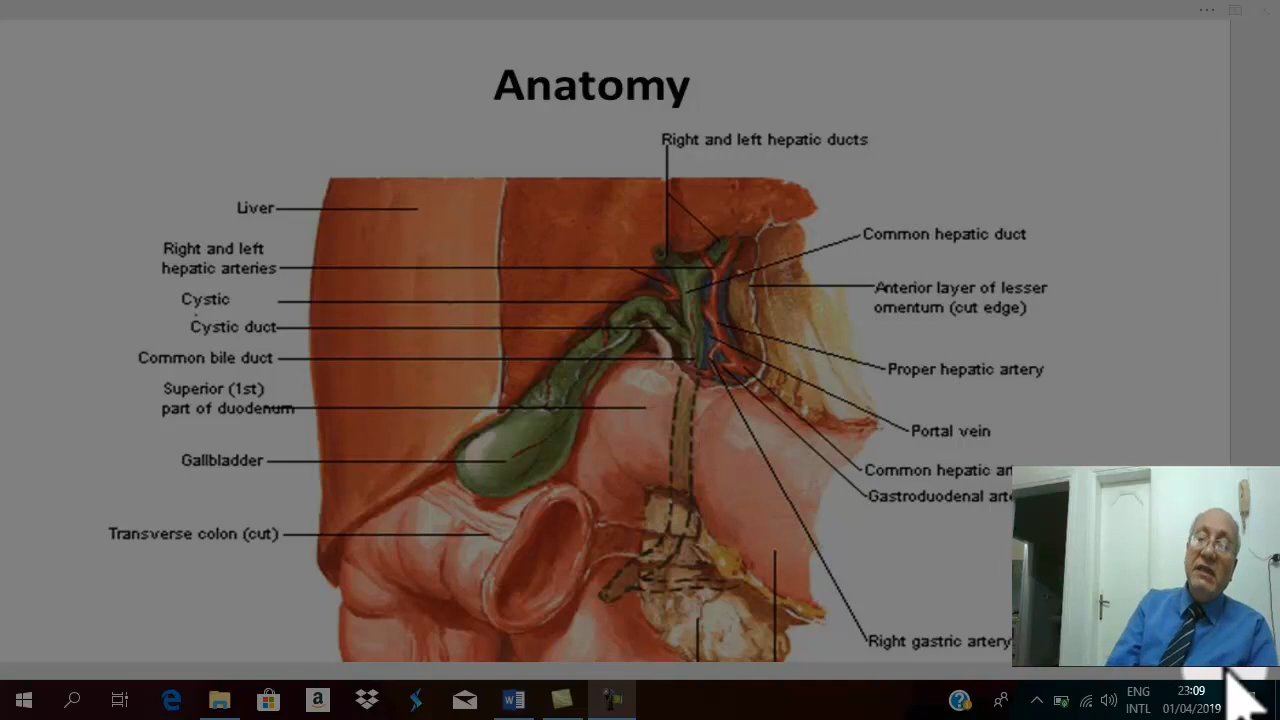 Anatomy
Right and left hepatic ducts
Liver
Right and left
hepatic arteries
Cystic
Cystic duct
Common bile duct
Superior (1st)
part of duodenum
Gallbladder
Transverse colon (cut)
Common hepatic duct
Anterior layer of lesser
omentum (cut edge)
Proper hepatic artery
Portal vein
Common hepatic
Gastroduodenal
Right gastric artery
ENG
INTL
23:09
01/04/2019